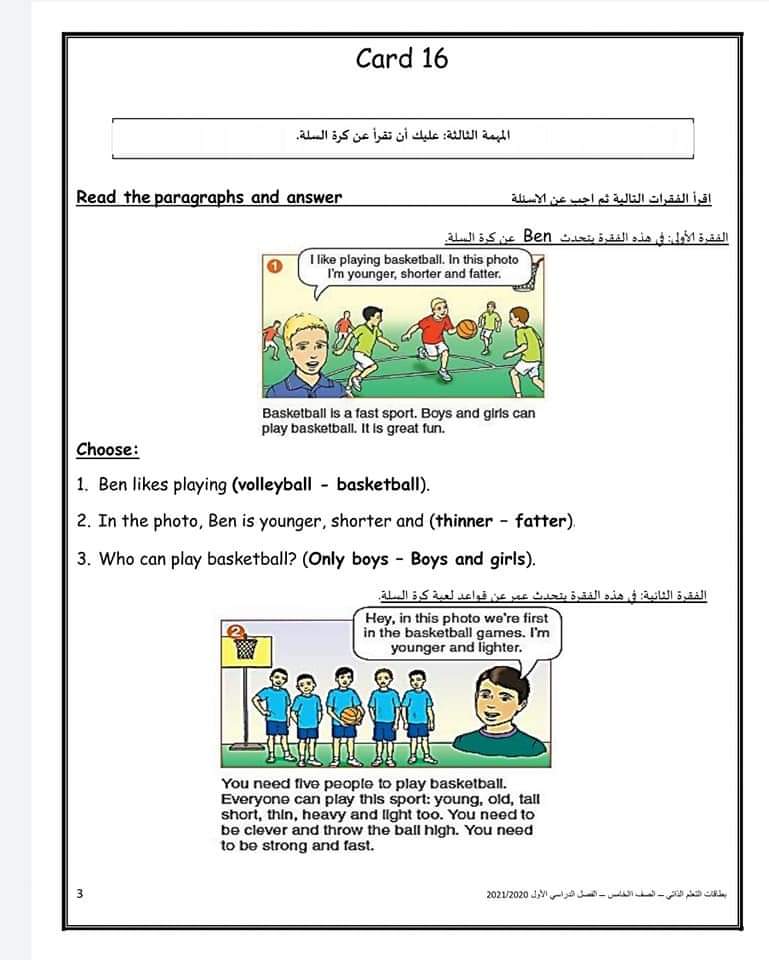 Card 16
المهمة الثالثة: عليك أن تقرأ عن كرة السلة.
Read the paragraphs and answer اقرأ الفقرات التالية ثم اجب عن الاسئلة
الفقرة الأولى: في هذه الفقرة يتحدث Ben عن كرة السلة.
1
I like playing basketball. In this photo
I'm younger, shorter and fatter.
Basketball is a fast sport. Boys and girls can
play basketball. It is great fun.
Choose:
1. Ben likes playing (volleyball - basketball).
2. In the photo, Ben is younger, shorter and (thinner - fatter).
3. Who can play basketball? (Only boys - Boys and girls).
الفقرة الثانية: في هذه الفقرة يتحدث عمر عن قواعد لعبة كرة السلة.
2
Hey, in this photo we're first
in the basketball games. I'm
younger and lighter.
You need five people to play basketball.
Everyone can play this sport: young, old, tall
short, thin, heavy and light too. You need to
be clever and throw the ball high. You need
to be strong and fast.
3 بطاقات التعلم الذاتي – الصف الخامس – الفصل الدراسي الأول 2021/2020